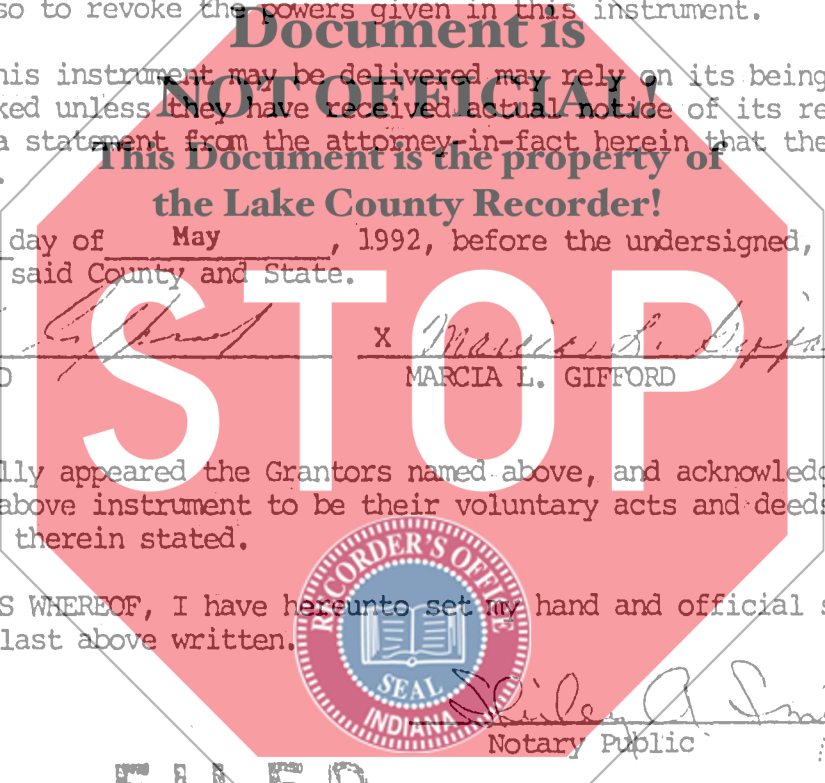 so to revoke the powers given in this instrument.
Document is
his instrument may be delivered may rely on its being
NOT OFFICIAL!
ked unless they have received actual notice of its re
a statement from the attorney-in-fact herein that the
This Document is the property of
the Lake County Recorder!
day of May , 1992, before the undersigned,
said County and State.
STOP
X Marcia L. Giffo
D MARCIA L. GIFFORD
lly appeared the Grantors named above, and acknowledg
above instrument to be their voluntary acts and deeds
therein stated.
RECORDER'S OFFICE
S WHEREOF, I have hereunto set my hand and official s
last above written.
SEAL
INDIANA
Shirley A Smi
Notary Public
FILED